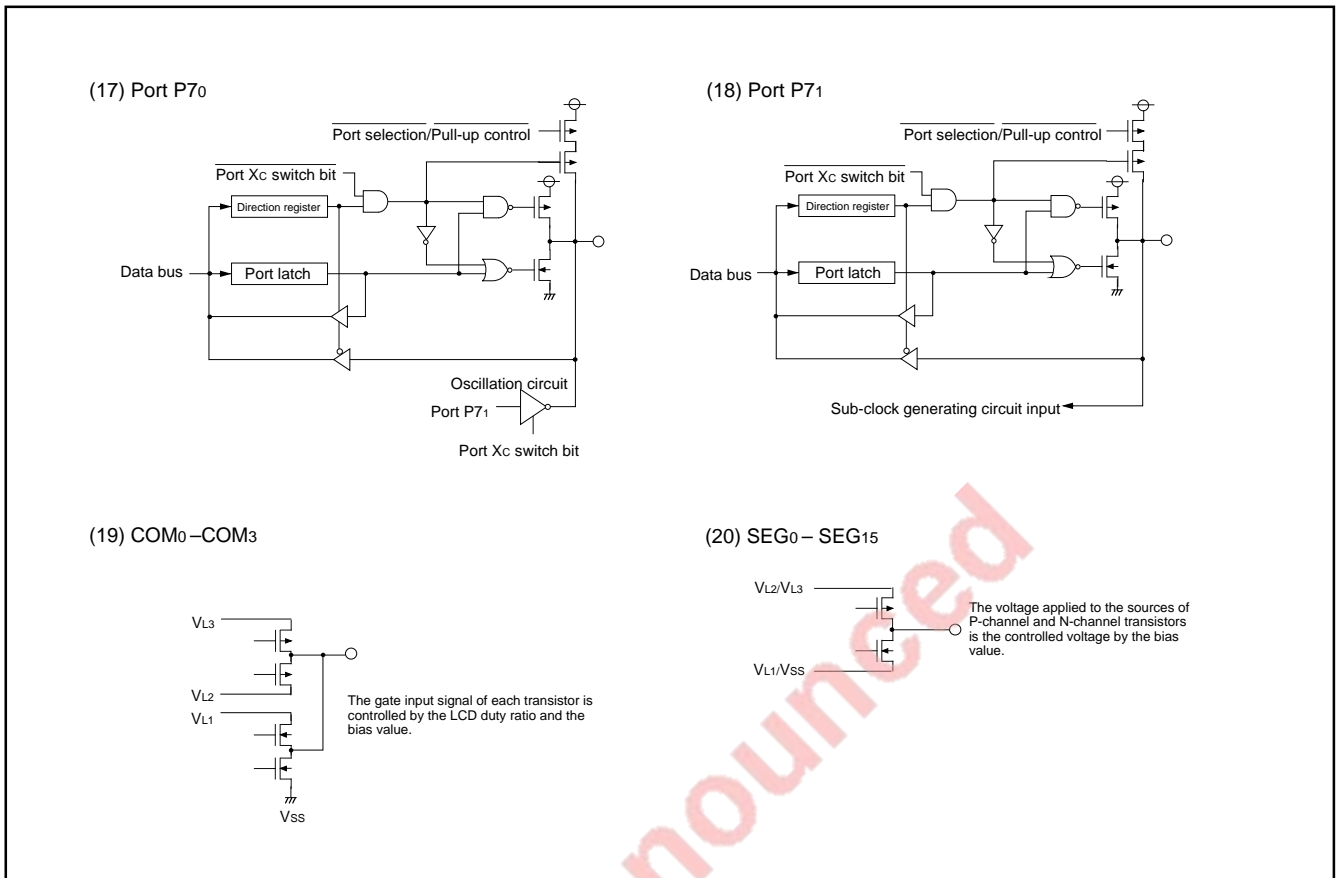 (17) Port P70
Port selection/Pull-up control
Port XC switch bit
Direction register
Data bus
Port latch
Oscillation circuit
Port P71
Port XC switch bit
(18) Port P71
Port selection/Pull-up control
Port XC switch bit
Direction register
Data bus
Port latch
Sub-clock generating circuit input
(19) COM0 –COM3
VL3
VL2
VL1
VSS
The gate input signal of each transistor is
controlled by the LCD duty ratio and the
bias value.
(20) SEG0 – SEG15
VL2/VL3
VL1/VSS
The voltage applied to the sources of
P-channel and N-channel transistors
is the controlled voltage by the bias
value.
nounced